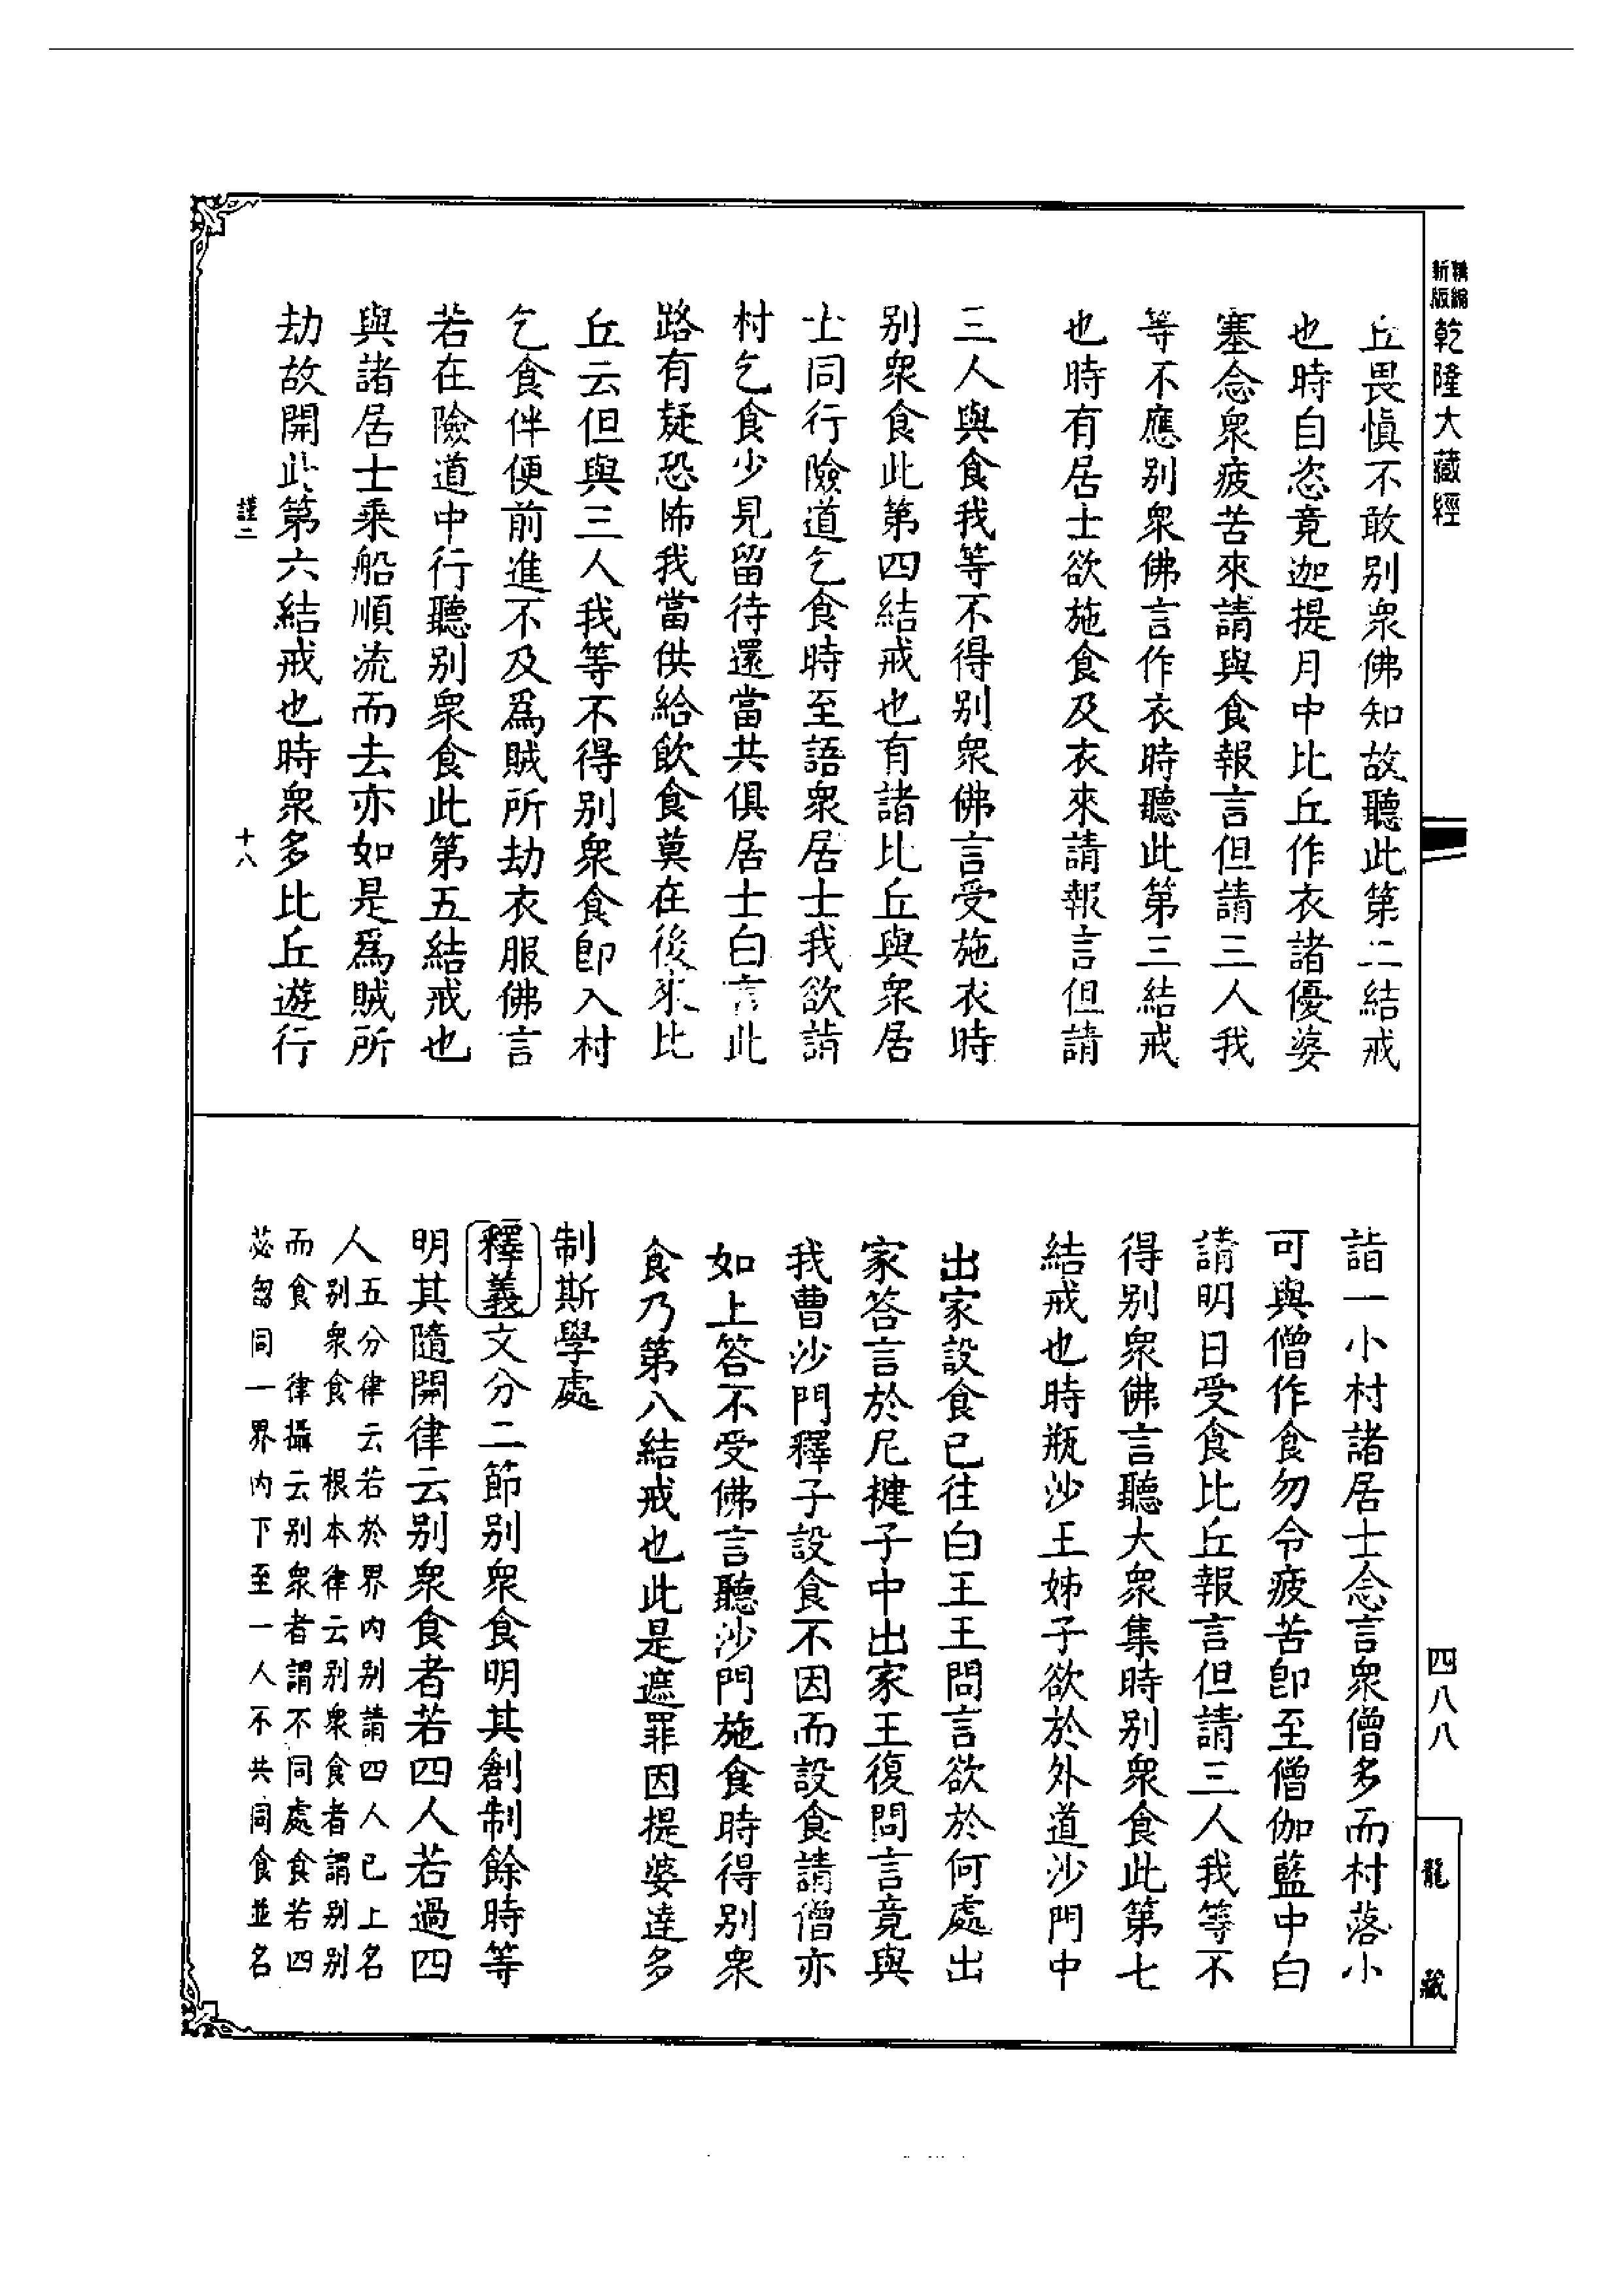 精編
新版
乾隆大藏經
丘畏慎不敢别衆佛知故聽此第二結戒
也時自恣竟迦提月中比丘作衣諸優婆
塞念衆疲苦來請與食報言但請三人我
等不應别衆佛言作衣時聽此第三結戒
也時有居士欲施食及衣來請報言但請
三人與食我等不得别衆佛言受施衣時
别衆食此第四結戒也有諸比丘與衆居
士同行險道乞食時至語衆居士我欲詣
村乞食少見留待還當共俱居士白言此
路有疑恐怖我當供給飲食莫在後來比
丘云但與三人我等不得别衆食即入村
乞食伴便前進不及爲賊所劫衣服佛言
若在險道中行聽别衆食此第五結戒也
與諸居士乘船順流而去亦如是爲賊所
劫故開此第六結戒也時衆多比丘遊行
謹二
十八
詣一小村諸居士念言衆僧多而村落小
可與僧作食勿令疲苦即至僧伽藍中白
請明日受食比丘報言但請三人我等不
得别衆佛言聽大衆集時别衆食此第七
結戒也時瓶沙王姊子欲於外道沙門中
出家設食已往白王王問言欲於何處出
家答言於尼揵子中出家王復問言竟與
我曹沙門釋子設食不因而設食請僧亦
如上答不受佛言聽沙門施食時得别衆
食乃第八結戒也此是遮罪因提婆達多
制斯學處
釋義文分二節别衆食明其創制餘時等
明其隨開律云别衆食者若四人若過四
人五分律云若於界内别請四人已上名
别衆食 根本律云别衆食者謂别别
而食 律攝云别衆者謂不同處食若四
苾芻同一界内下至一人不共同食並名
四八八
龍藏